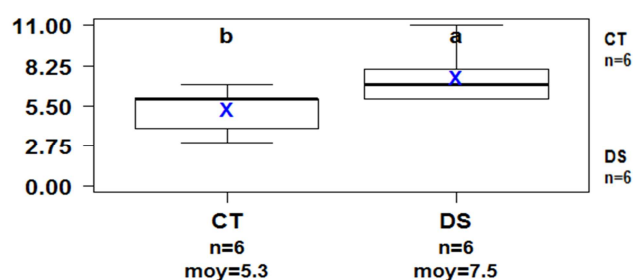 11.00
8.25
5.50
2.75
0.00
b
a
X
X
CT
n=6
moy=5.3
DS
n=6
moy=7.5
CT
n=6
DS
n=6